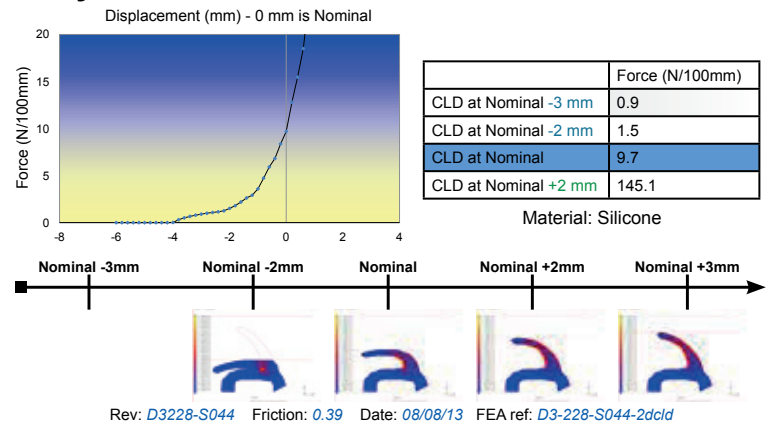 Displacement (mm) - 0 mm is Nominal
Force (N/100mm)
20
15
10
5
0
-8 -6 -4 -2 0 2 4
Force (N/100mm)
CLD at Nominal -3 mm 0.9
CLD at Nominal -2 mm 1.5
CLD at Nominal 9.7
CLD at Nominal +2 mm 145.1
Material: Silicone
Nominal -3mm Nominal -2mm Nominal Nominal +2mm Nominal +3mm
Rev: D3228-S044 Friction: 0.39 Date: 08/08/13 FEA ref: D3-228-S044-2dcld